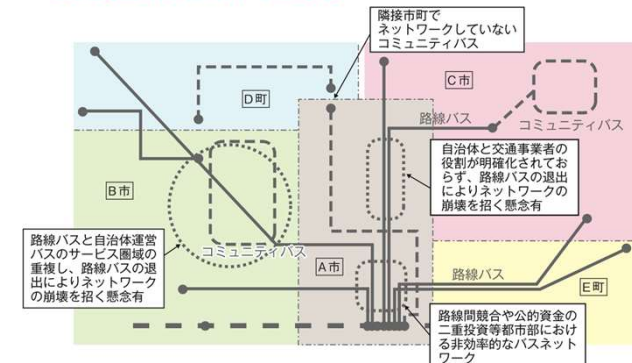 隣接市町で
ネットワークしていない
コミュニティバス
C市
D町
路線バス
コミュニティバス
自治体と交通事業者の
役割が明確化されてお
らず、路線バスの退出
によりネットワークの
崩壊を招く懸念有
B市
路線バスと自治体運営
バスのサービス圏域の
重複し、路線バスの退
出によりネットワーク
の崩壊を招く懸念有
コミュニティバス
A市
路線バス
E町
路線間競合や公的資金の
二重投資等都市部におけ
る非効率的なバスネット
ワーク